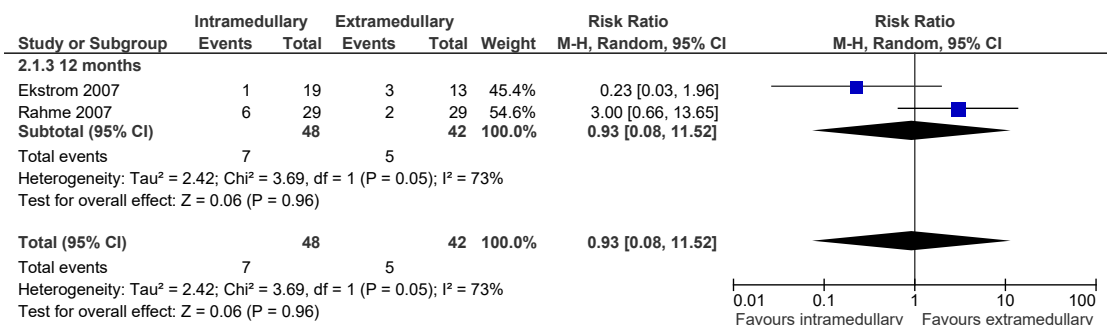 Intramedullary Extramedullary Risk Ratio Risk Ratio
Study or Subgroup Events Total Events Total Weight M-H, Random, 95% CI M-H, Random, 95% CI
2.1.3 12 months
Ekstrom 2007 1 19 3 13 45.4% 0.23 [0.03, 1.96]
Rahme 2007 6 29 2 29 54.6% 3.00 [0.66, 13.65]
Subtotal (95% CI) 48 42 100.0% 0.93 [0.08, 11.52]
Total events 7 5
Heterogeneity: Tau² = 2.42; Chi² = 3.69, df = 1 (P = 0.05); I² = 73%
Test for overall effect: Z = 0.06 (P = 0.96)
Total (95% CI) 48 42 100.0% 0.93 [0.08, 11.52]
Total events 7 5
Heterogeneity: Tau² = 2.42; Chi² = 3.69, df = 1 (P = 0.05); I² = 73%
Test for overall effect: Z = 0.06 (P = 0.96)
0.01 0.1 1 10 100
Favours intramedullary Favours extramedullary